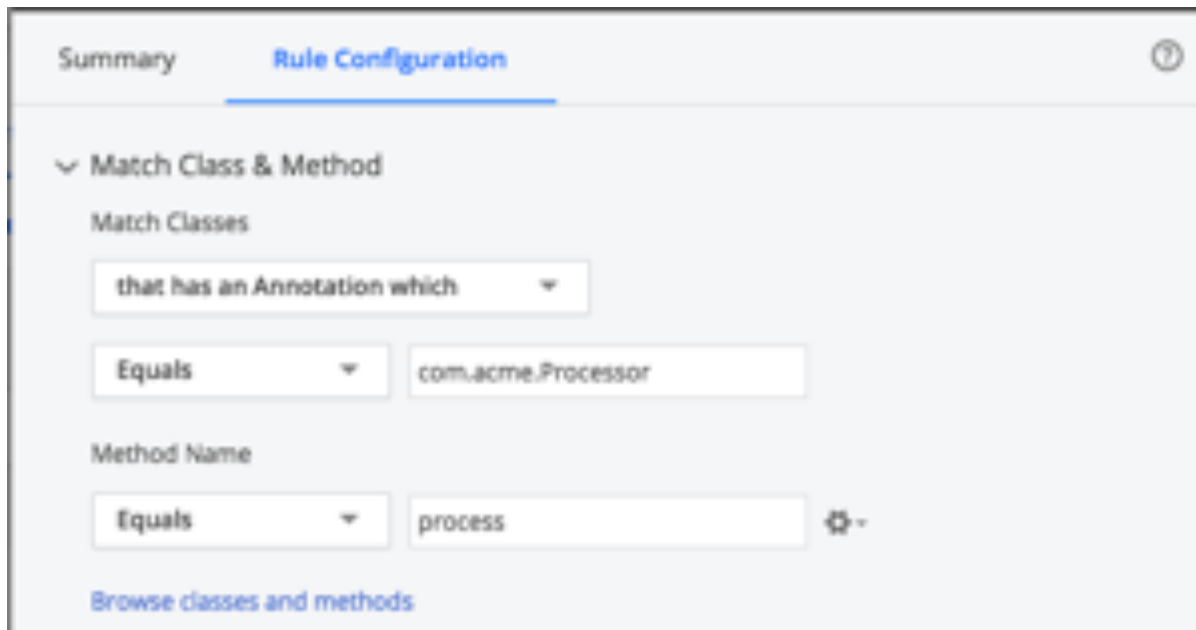 Summary Rule Configuration
Match Class & Method
Match Classes
that has an Annotation which
Equals com.acme.Processor
Method Name
Equals process
Browse classes and methods